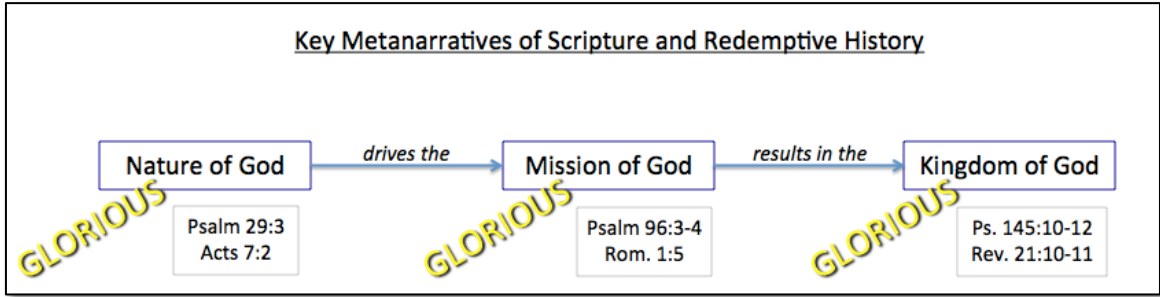 Key Metanarratives of Scripture and Redemptive History
Nature of God
drives the
Mission of God
results in the
Kingdom of God
GLORIOUS
Psalm 29:3
Acts 7:2
GLORIOUS
Psalm 96:3-4
Rom. 1:5
GLORIOUS
Ps. 145:10-12
Rev. 21:10-11